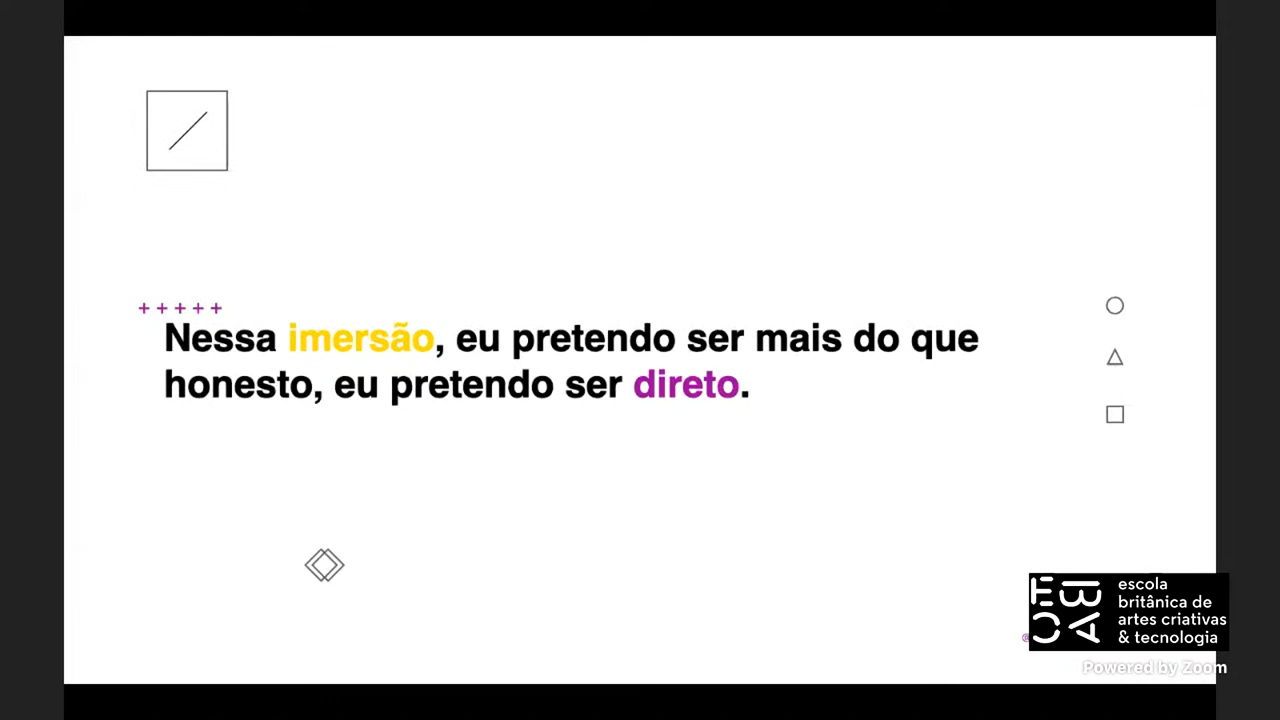 + + + + +
Nessa imersão, eu pretendo ser mais do que
honesto, eu pretendo ser direto.
escola
britânica de
artes criativas
& tecnologia
Powered by Zoom